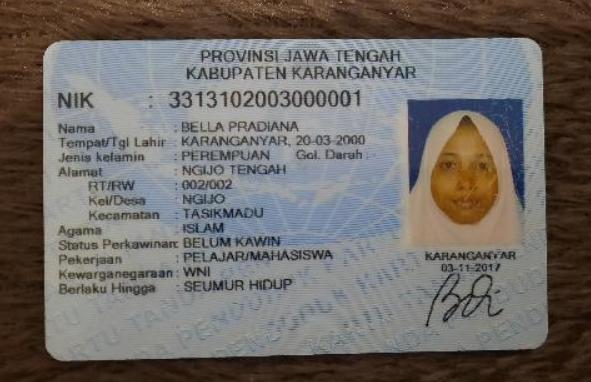 PROVINSI JAWA TENGAH
KABUPATEN KARANGANYAR
NIK : 3313102003000001
Nama : BELLA PRADIANA
Tempat/Tgl Lahir : KARANGANYAR, 20-03-2000
Jenis kelamin : PEREMPUAN Gol. Darah :
Alamat : NGIJO TENGAH
RT/RW : 002/002
Kel/Desa : NGIJO
Kecamatan : TASIKMADU
Agama : ISLAM
Status Perkawinan: BELUM KAWIN
Pekerjaan : PELAJAR/MAHASISWA
Kewarganegaraan : WNI
Berlaku Hingga : SEUMUR HIDUP
KARANGANYAR
03-11-2017